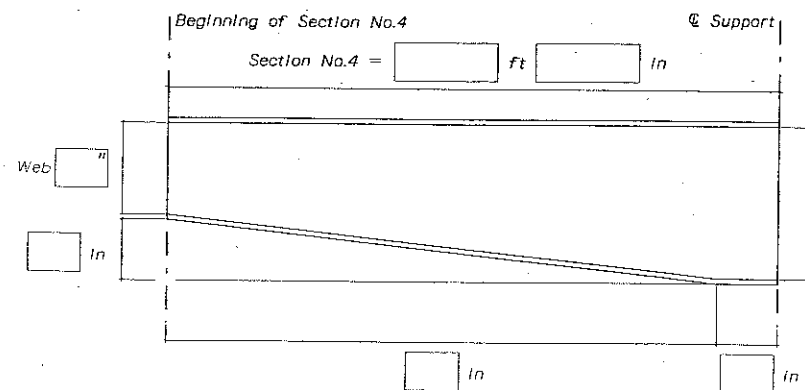 Beginning of Section No.4
℄ Support
Section No.4 = ft in
Web "
in
in
in